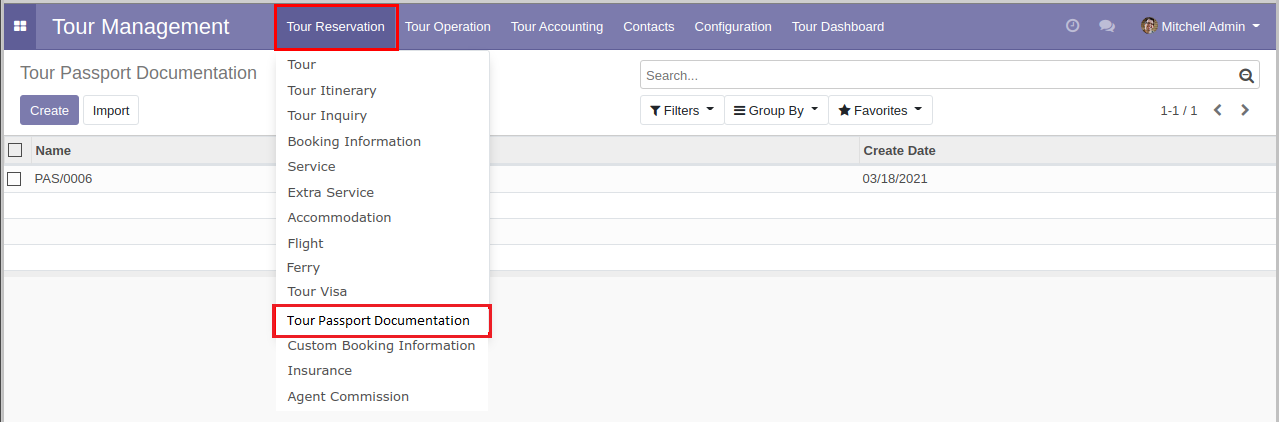 Tour Management Tour Reservation Tour Operation Tour Accounting Contacts Configuration Tour Dashboard Mitchell Admin
Tour Passport Documentation
Search...
Create Import
Filters Group By Favorites 1-1 / 1
Name Create Date
PAS/0006 03/18/2021
Tour
Tour Itinerary
Tour Inquiry
Booking Information
Service
Extra Service
Accommodation
Flight
Ferry
Tour Visa
Tour Passport Documentation
Custom Booking Information
Insurance
Agent Commission